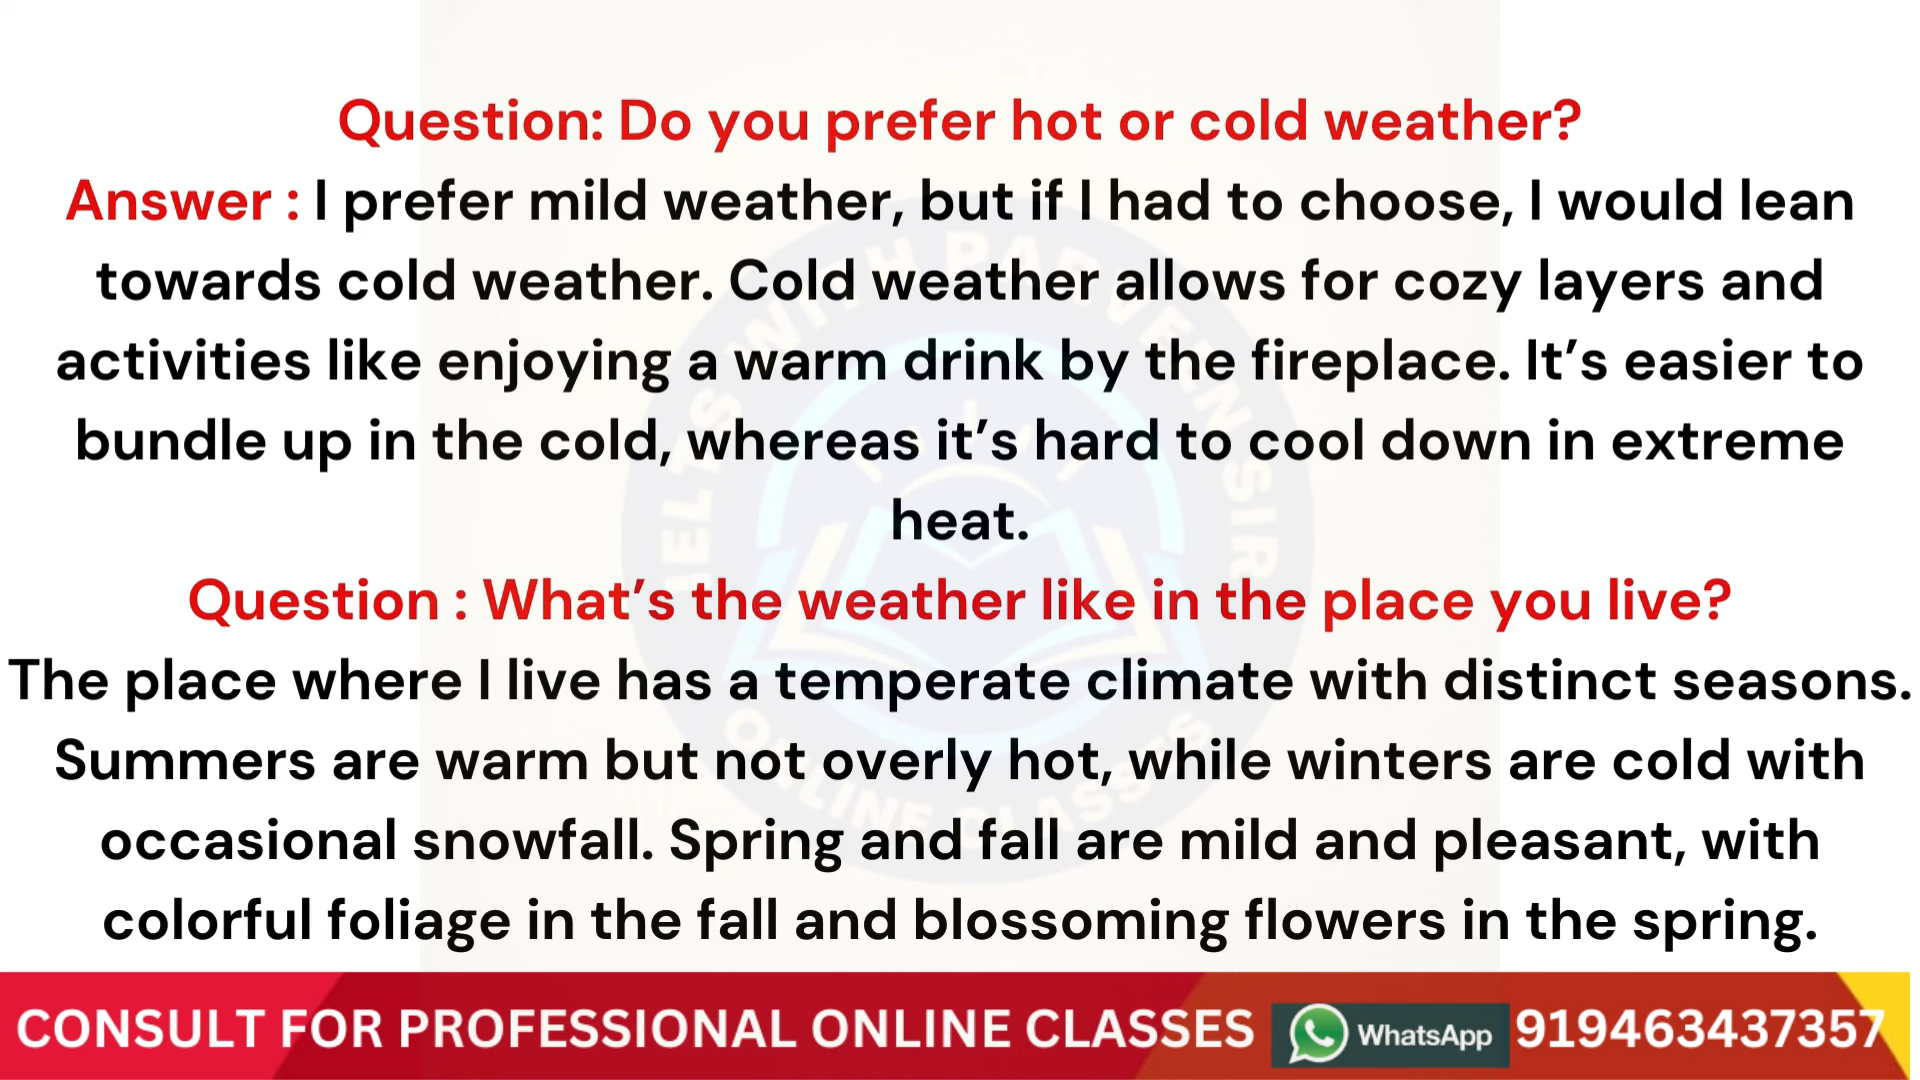 Question: Do you prefer hot or cold weather?
Answer : I prefer mild weather, but if I had to choose, I would lean
towards cold weather. Cold weather allows for cozy layers and
activities like enjoying a warm drink by the fireplace. It’s easier to
bundle up in the cold, whereas it’s hard to cool down in extreme
heat.
Question : What’s the weather like in the place you live?
The place where I live has a temperate climate with distinct seasons.
Summers are warm but not overly hot, while winters are cold with
occasional snowfall. Spring and fall are mild and pleasant, with
colorful foliage in the fall and blossoming flowers in the spring.
IELTS WITH PARVEEN SIR
ONLINE CLASSES
CONSULT FOR PROFESSIONAL ONLINE CLASSES WhatsApp 919463437357